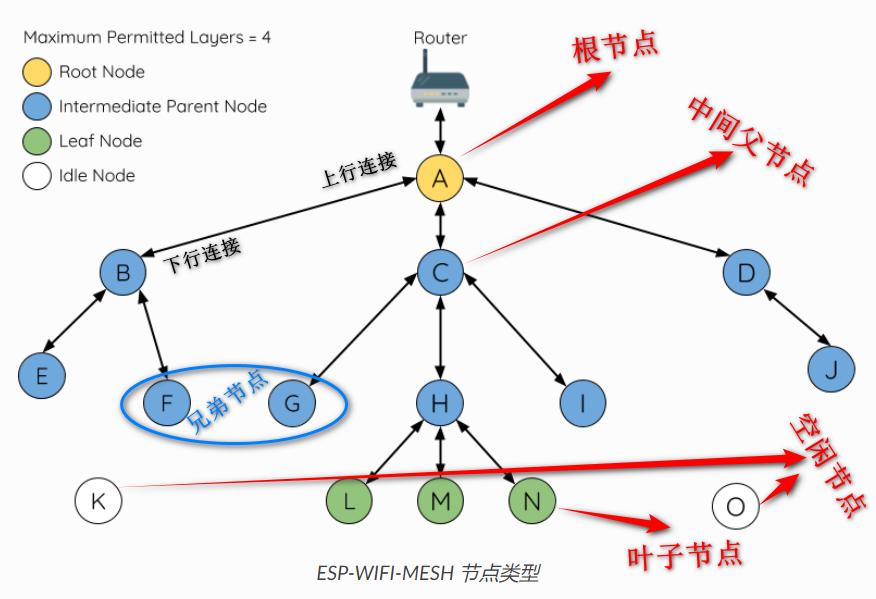 Maximum Permitted Layers = 4
Router
根节点
Root Node
Intermediate Parent Node
中间父节点
Leaf Node
Idle Node
上行连接
A
下行连接
B
C
D
E
F
兄弟节点
G
H
I
J
空闲节点
K
L
M
N
O
叶子节点
ESP-WIFI-MESH 节点类型